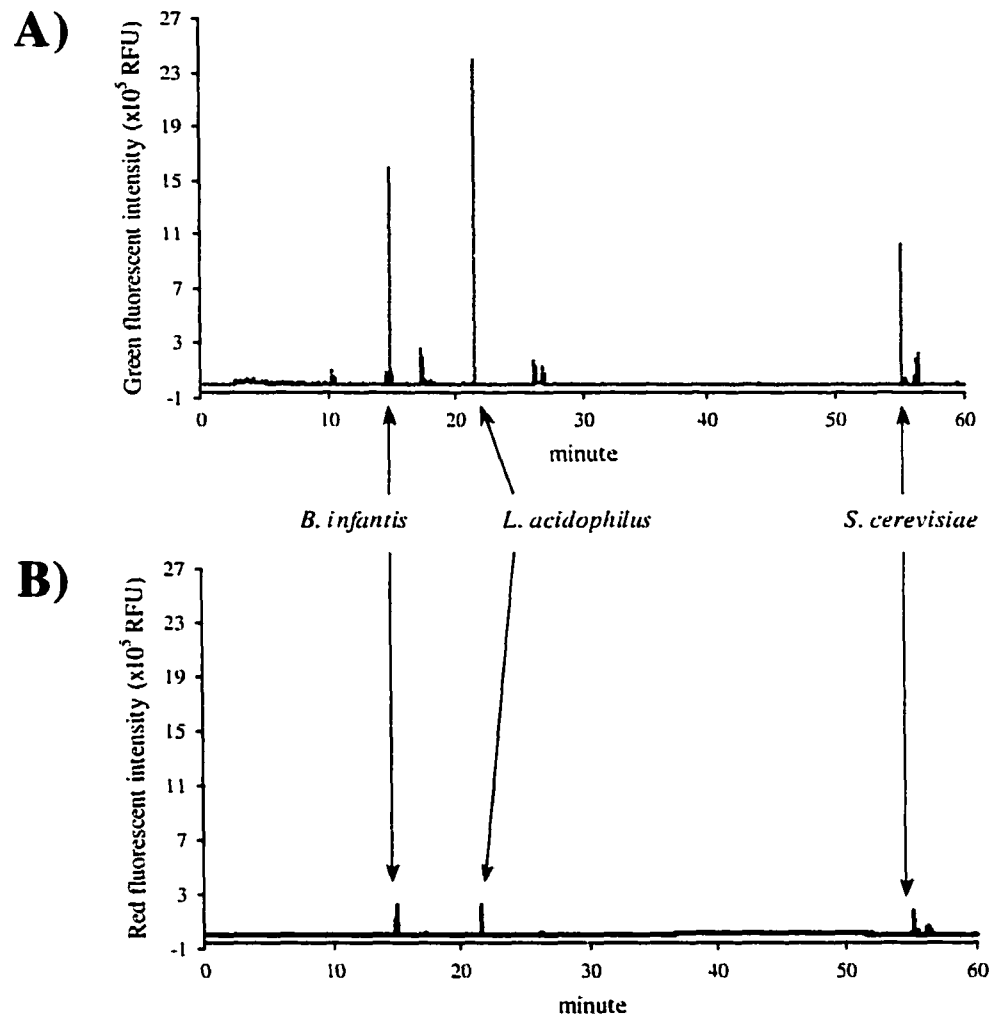 A)
Green fluorescent intensity (x10⁵ RFU)
27
23
19
15
11
7
3
-1
0 10 20 30 40 50 60
minute
B. infantis L. acidophilus S. cerevisiae
B)
Red fluorescent intensity (x10⁵ RFU)
27
23
19
15
11
7
3
-1
0 10 20 30 40 50 60
minute